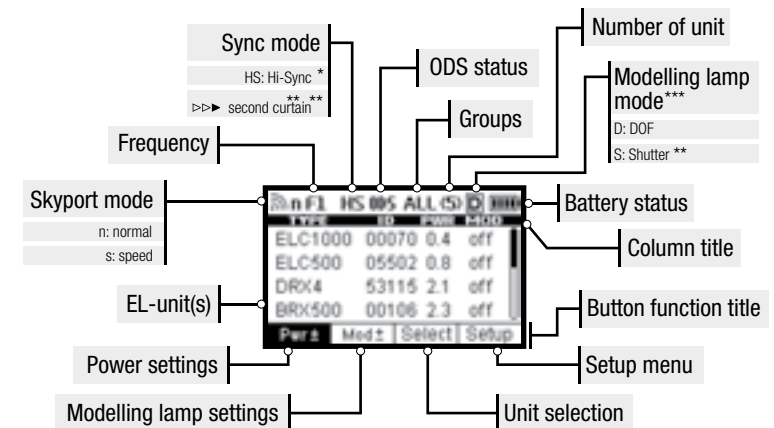 Number of unit
Sync mode
HS: Hi-Sync *
▷▷▶ second curtain** **
ODS status
Modelling lamp
mode***
D: DOF
S: Shutter **
Groups
Frequency
Skyport mode
n: normal
s: speed
n F1 HS 005 ALL (5) D
Battery status
TYPE ID PWR MOD
Column title
ELC1000 00070 0.4 off
ELC500 05502 0.8 off
DRX4 53115 2.1 off
BRX500 00106 2.3 off
EL-unit(s)
Button function title
Pwr± Mod± Select Setup
Power settings
Setup menu
Modelling lamp settings
Unit selection